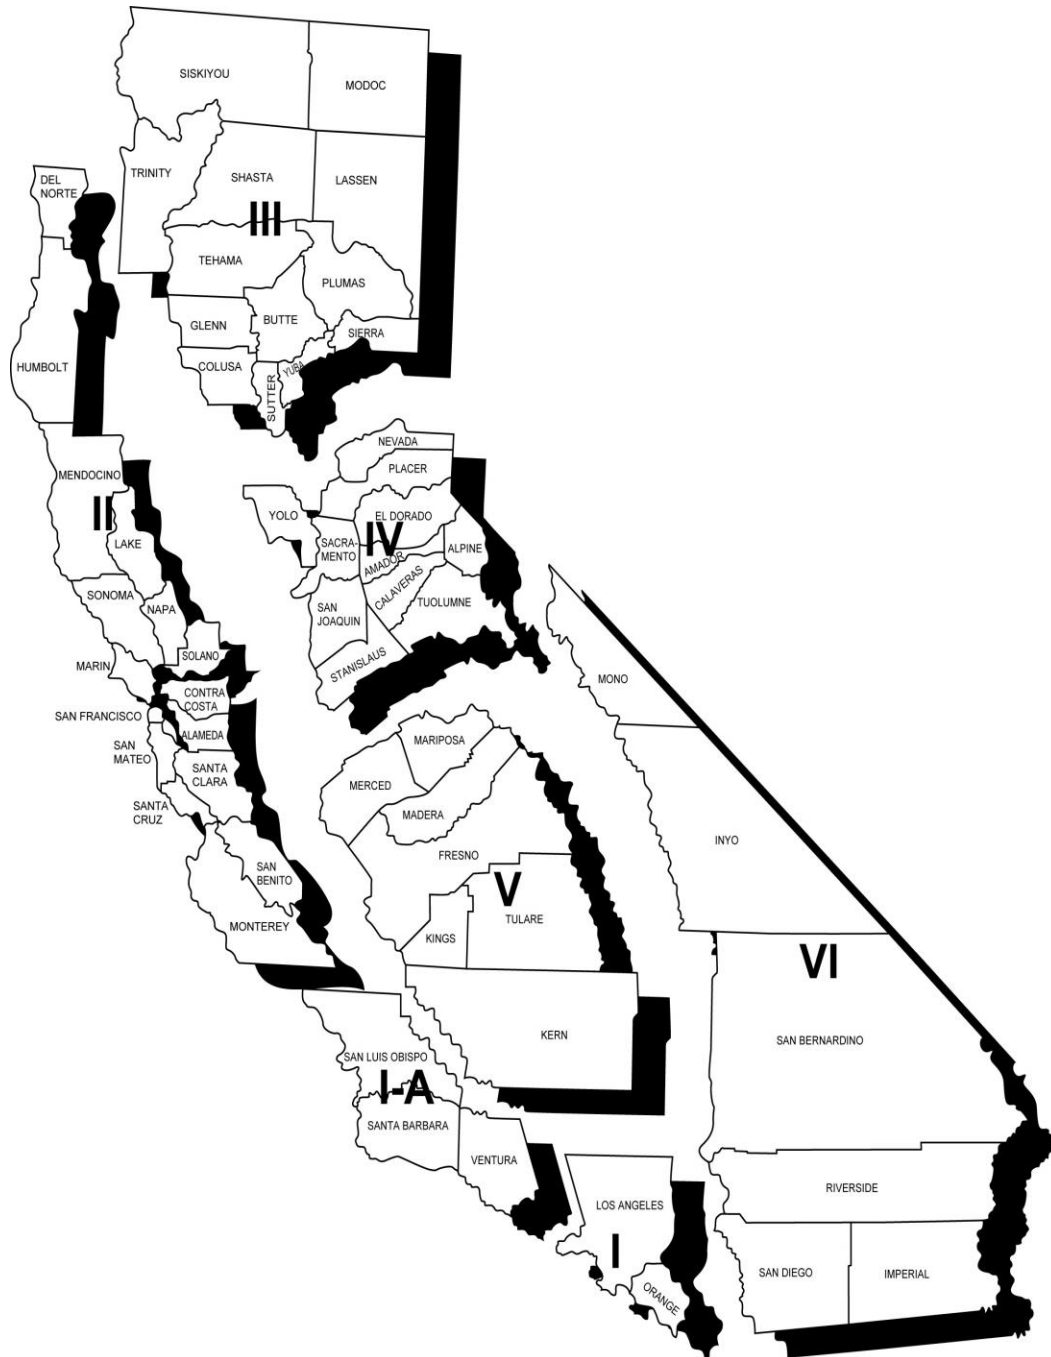 SISKIYOU
MODOC
TRINITY
SHASTA
LASSEN
DEL
NORTE
III
TEHAMA
PLUMAS
GLENN
BUTTE
SIERRA
COLUSA
YUBA
SUTTER
HUMBOLT
NEVADA
PLACER
MENDOCINO
II
LAKE
YOLO
EL DORADO
SACRA-
MENTO
IV
ALPINE
AMADOR
CALAVERAS
TUOLUMNE
SAN
JOAQUIN
STANISLAUS
SONOMA
NAPA
SOLANO
MARIN
CONTRA
COSTA
SAN FRANCISCO
ALAMEDA
SAN
MATEO
SANTA
CLARA
SANTA
CRUZ
SAN
BENITO
MONTEREY
MARIPOSA
MERCED
MADERA
FRESNO
V
TULARE
KINGS
MONO
INYO
VI
KERN
SAN BERNARDINO
SAN LUIS OBISPO
I-A
SANTA BARBARA
VENTURA
LOS ANGELES
I
ORANGE
RIVERSIDE
SAN DIEGO
IMPERIAL